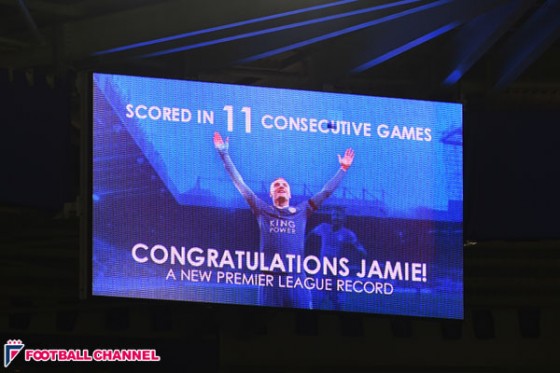 SCORED IN 11 CONSECUTIVE GAMES
KING
POWER
CONGRATULATIONS JAMIE!
A NEW PREMIER LEAGUE RECORD
FOOTBALL CHANNEL